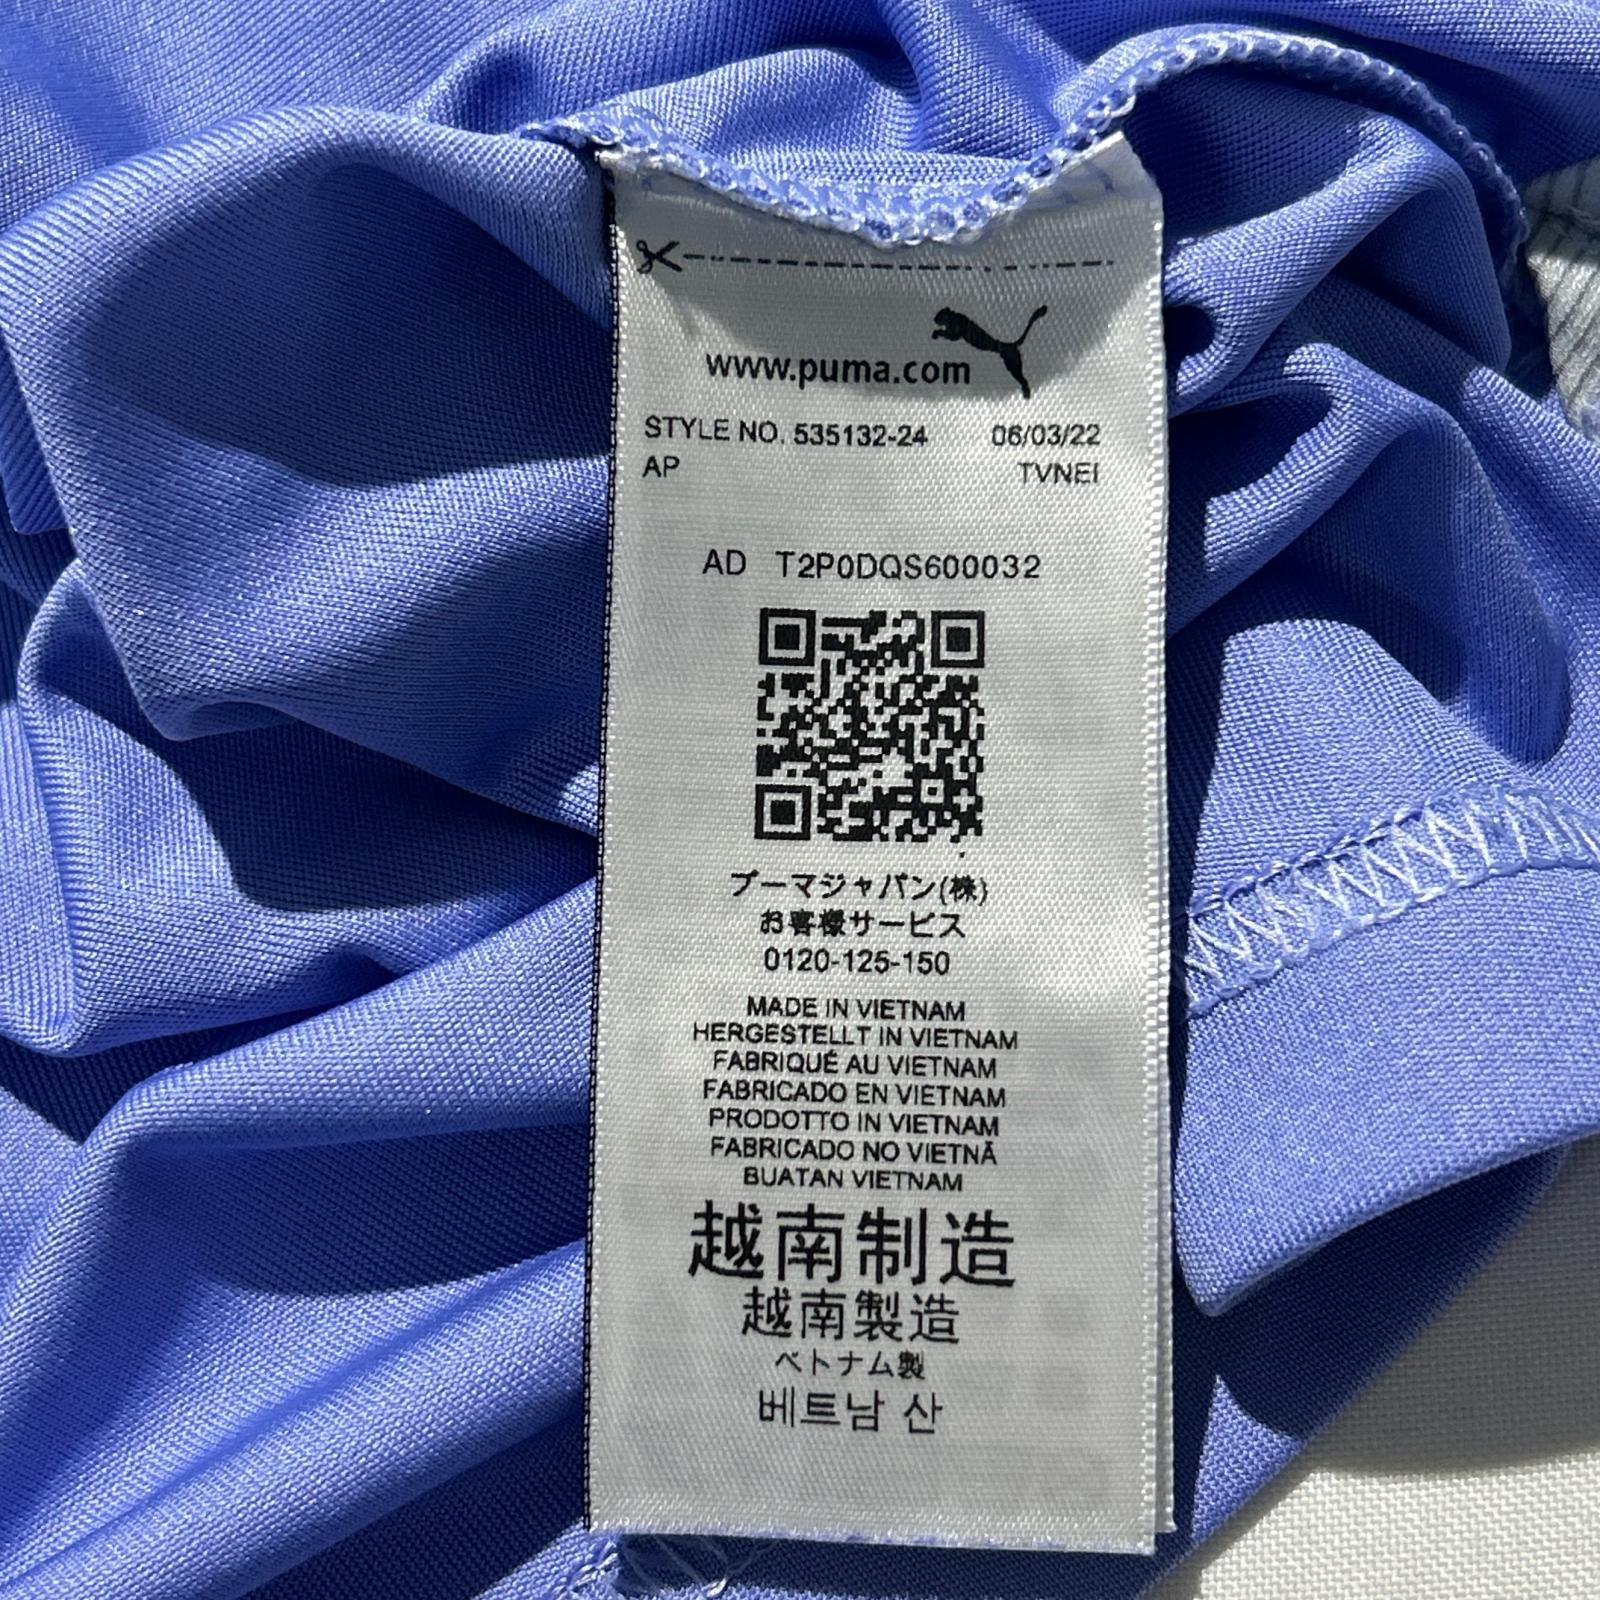 www.puma.com
STYLE NO. 535132-24 06/03/22
AP TVNEI
AD T2P0DQS600032
プーマジャパン(株)
お客様サービス
0120-125-150
MADE IN VIETNAM
HERGESTELLT IN VIETNAM
FABRIQUÉ AU VIETNAM
FABRICADO EN VIETNAM
PRODOTTO IN VIETNAM
FABRICADO NO VIETNÃ
BUATAN VIETNAM
越南制造
越南製造
ベトナム製
베트남 산